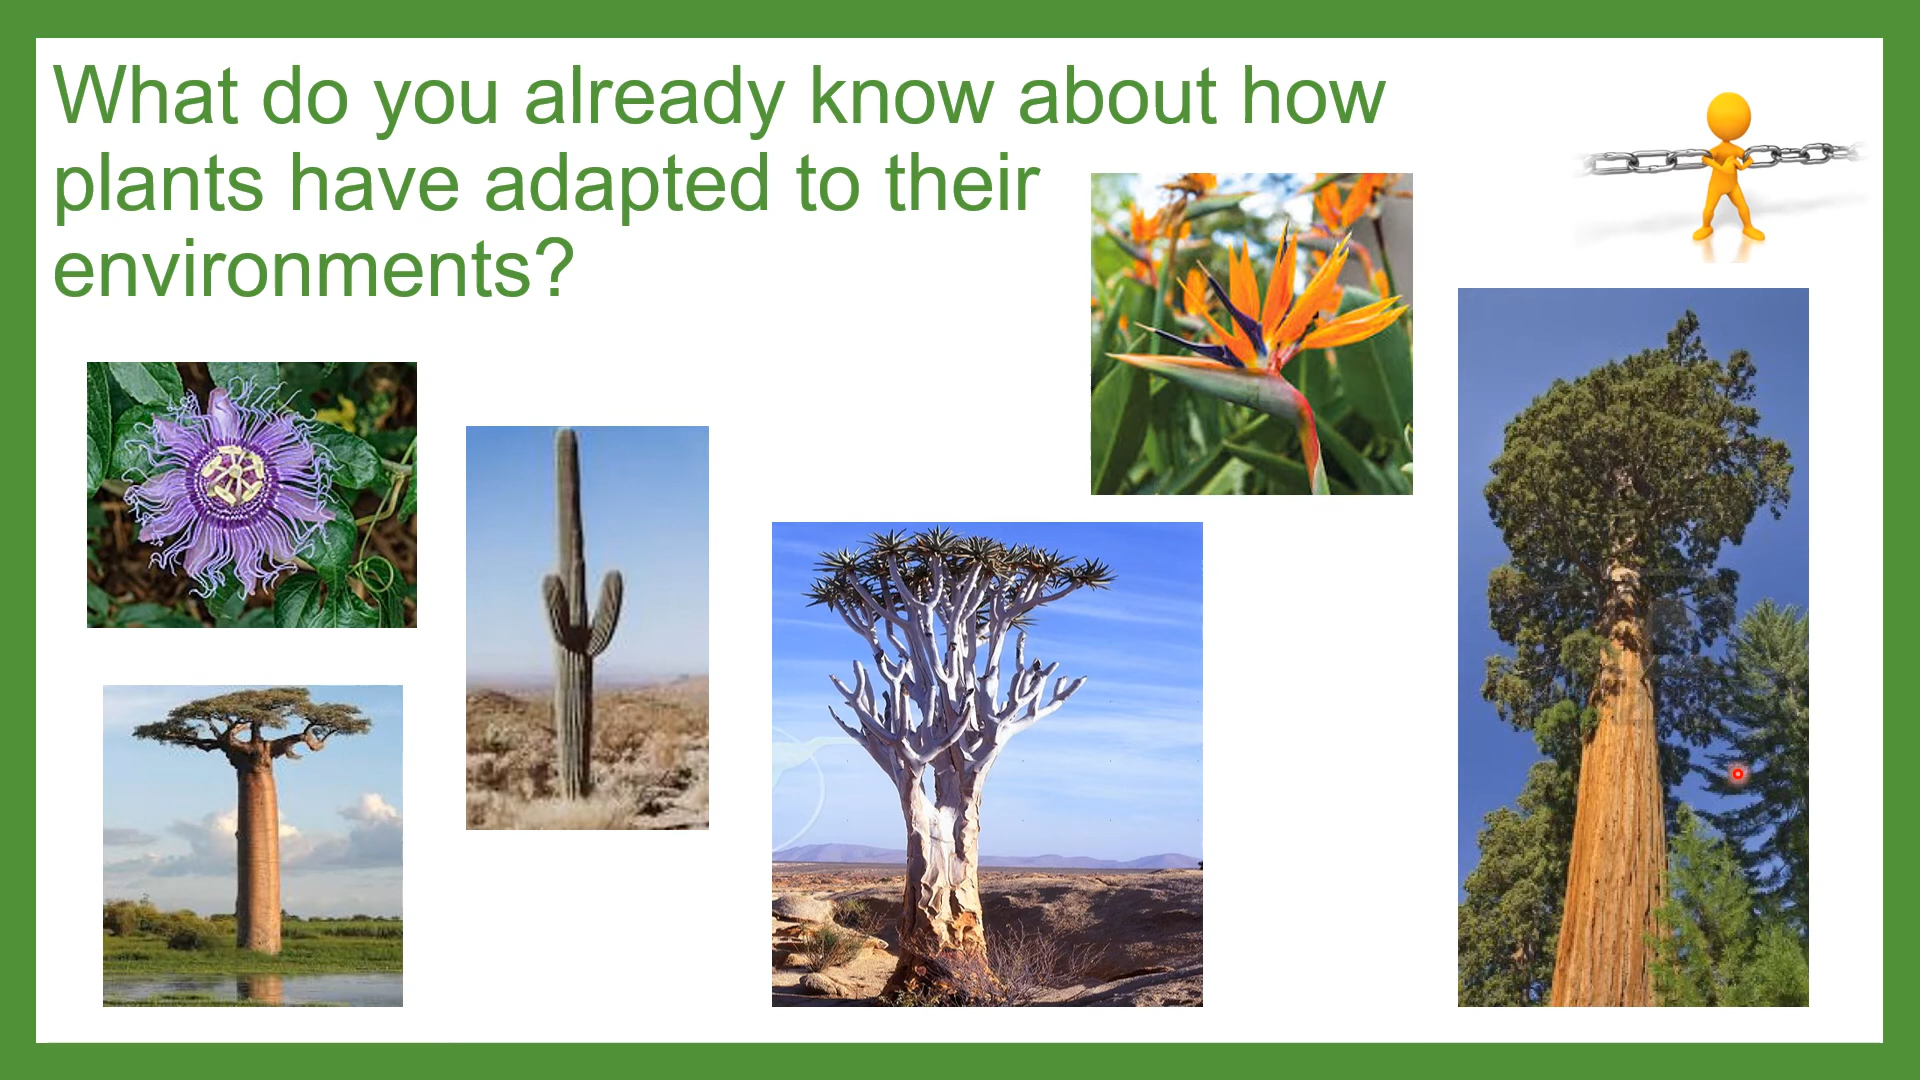 What do you already know about how
plants have adapted to their
environments?